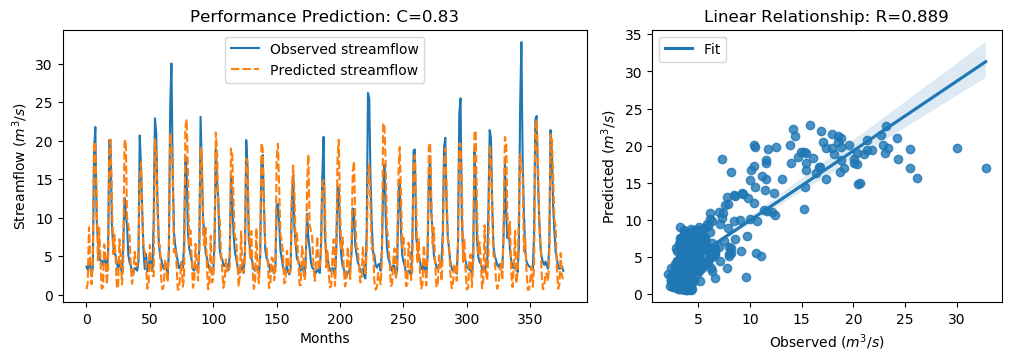 Performance Prediction: C=0.83
Observed streamflow
Predicted streamflow
Streamflow (m³/s)
30
25
20
15
10
5
0
0 50 100 150 200 250 300 350
Months
Linear Relationship: R=0.889
Fit
Predicted (m³/s)
35
30
25
20
15
10
5
0
5 10 15 20 25 30
Observed (m³/s)